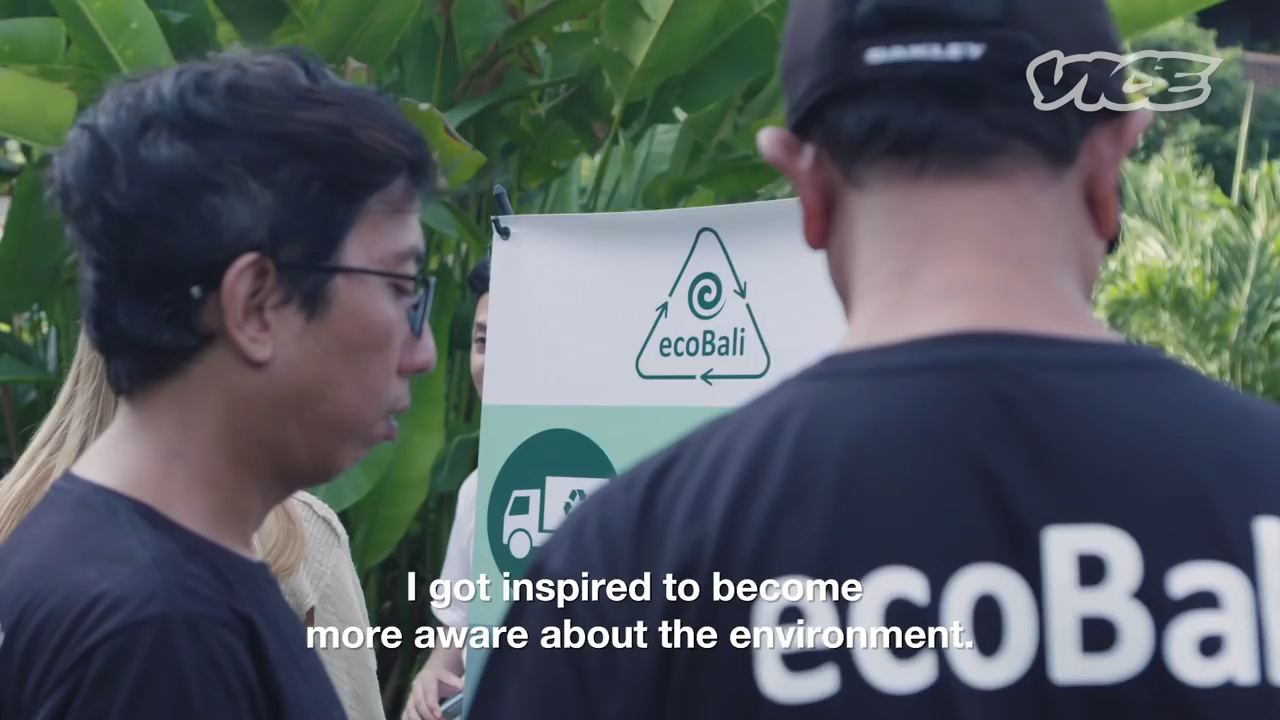 OAKLEY
VICE
ecoBali
I got inspired to become
more aware about the environment.
ecoBal